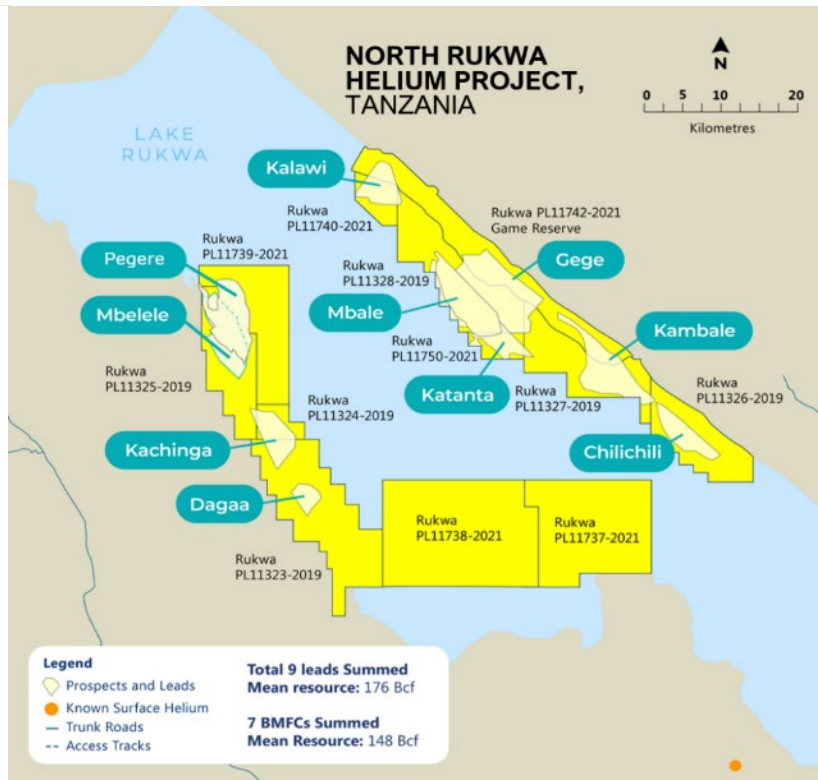 NORTH RUKWA
HELIUM PROJECT,
TANZANIA
N
0 5 10 20
Kilometres
LAKE
RUKWA
Kalawi
Rukwa
PL11740-2021
Rukwa PL11742-2021
Game Reserve
Gege
Rukwa
PL11739-2021
Pegere
Rukwa
PL11328-2019
Mbale
Mbelele
Kambale
Rukwa
PL11750-2021
Katanta
Rukwa
PL11325-2019
Rukwa
PL11324-2019
Rukwa
PL11327-2019
Rukwa
PL11326-2019
Kachinga
Chilichili
Dagaa
Rukwa
PL11738-2021
Rukwa
PL11737-2021
Rukwa
PL11323-2019
Legend
Prospects and Leads
Known Surface Helium
Trunk Roads
Access Tracks
Total 9 leads Summed
Mean resource: 176 Bcf
7 BMFCs Summed
Mean Resource: 148 Bcf